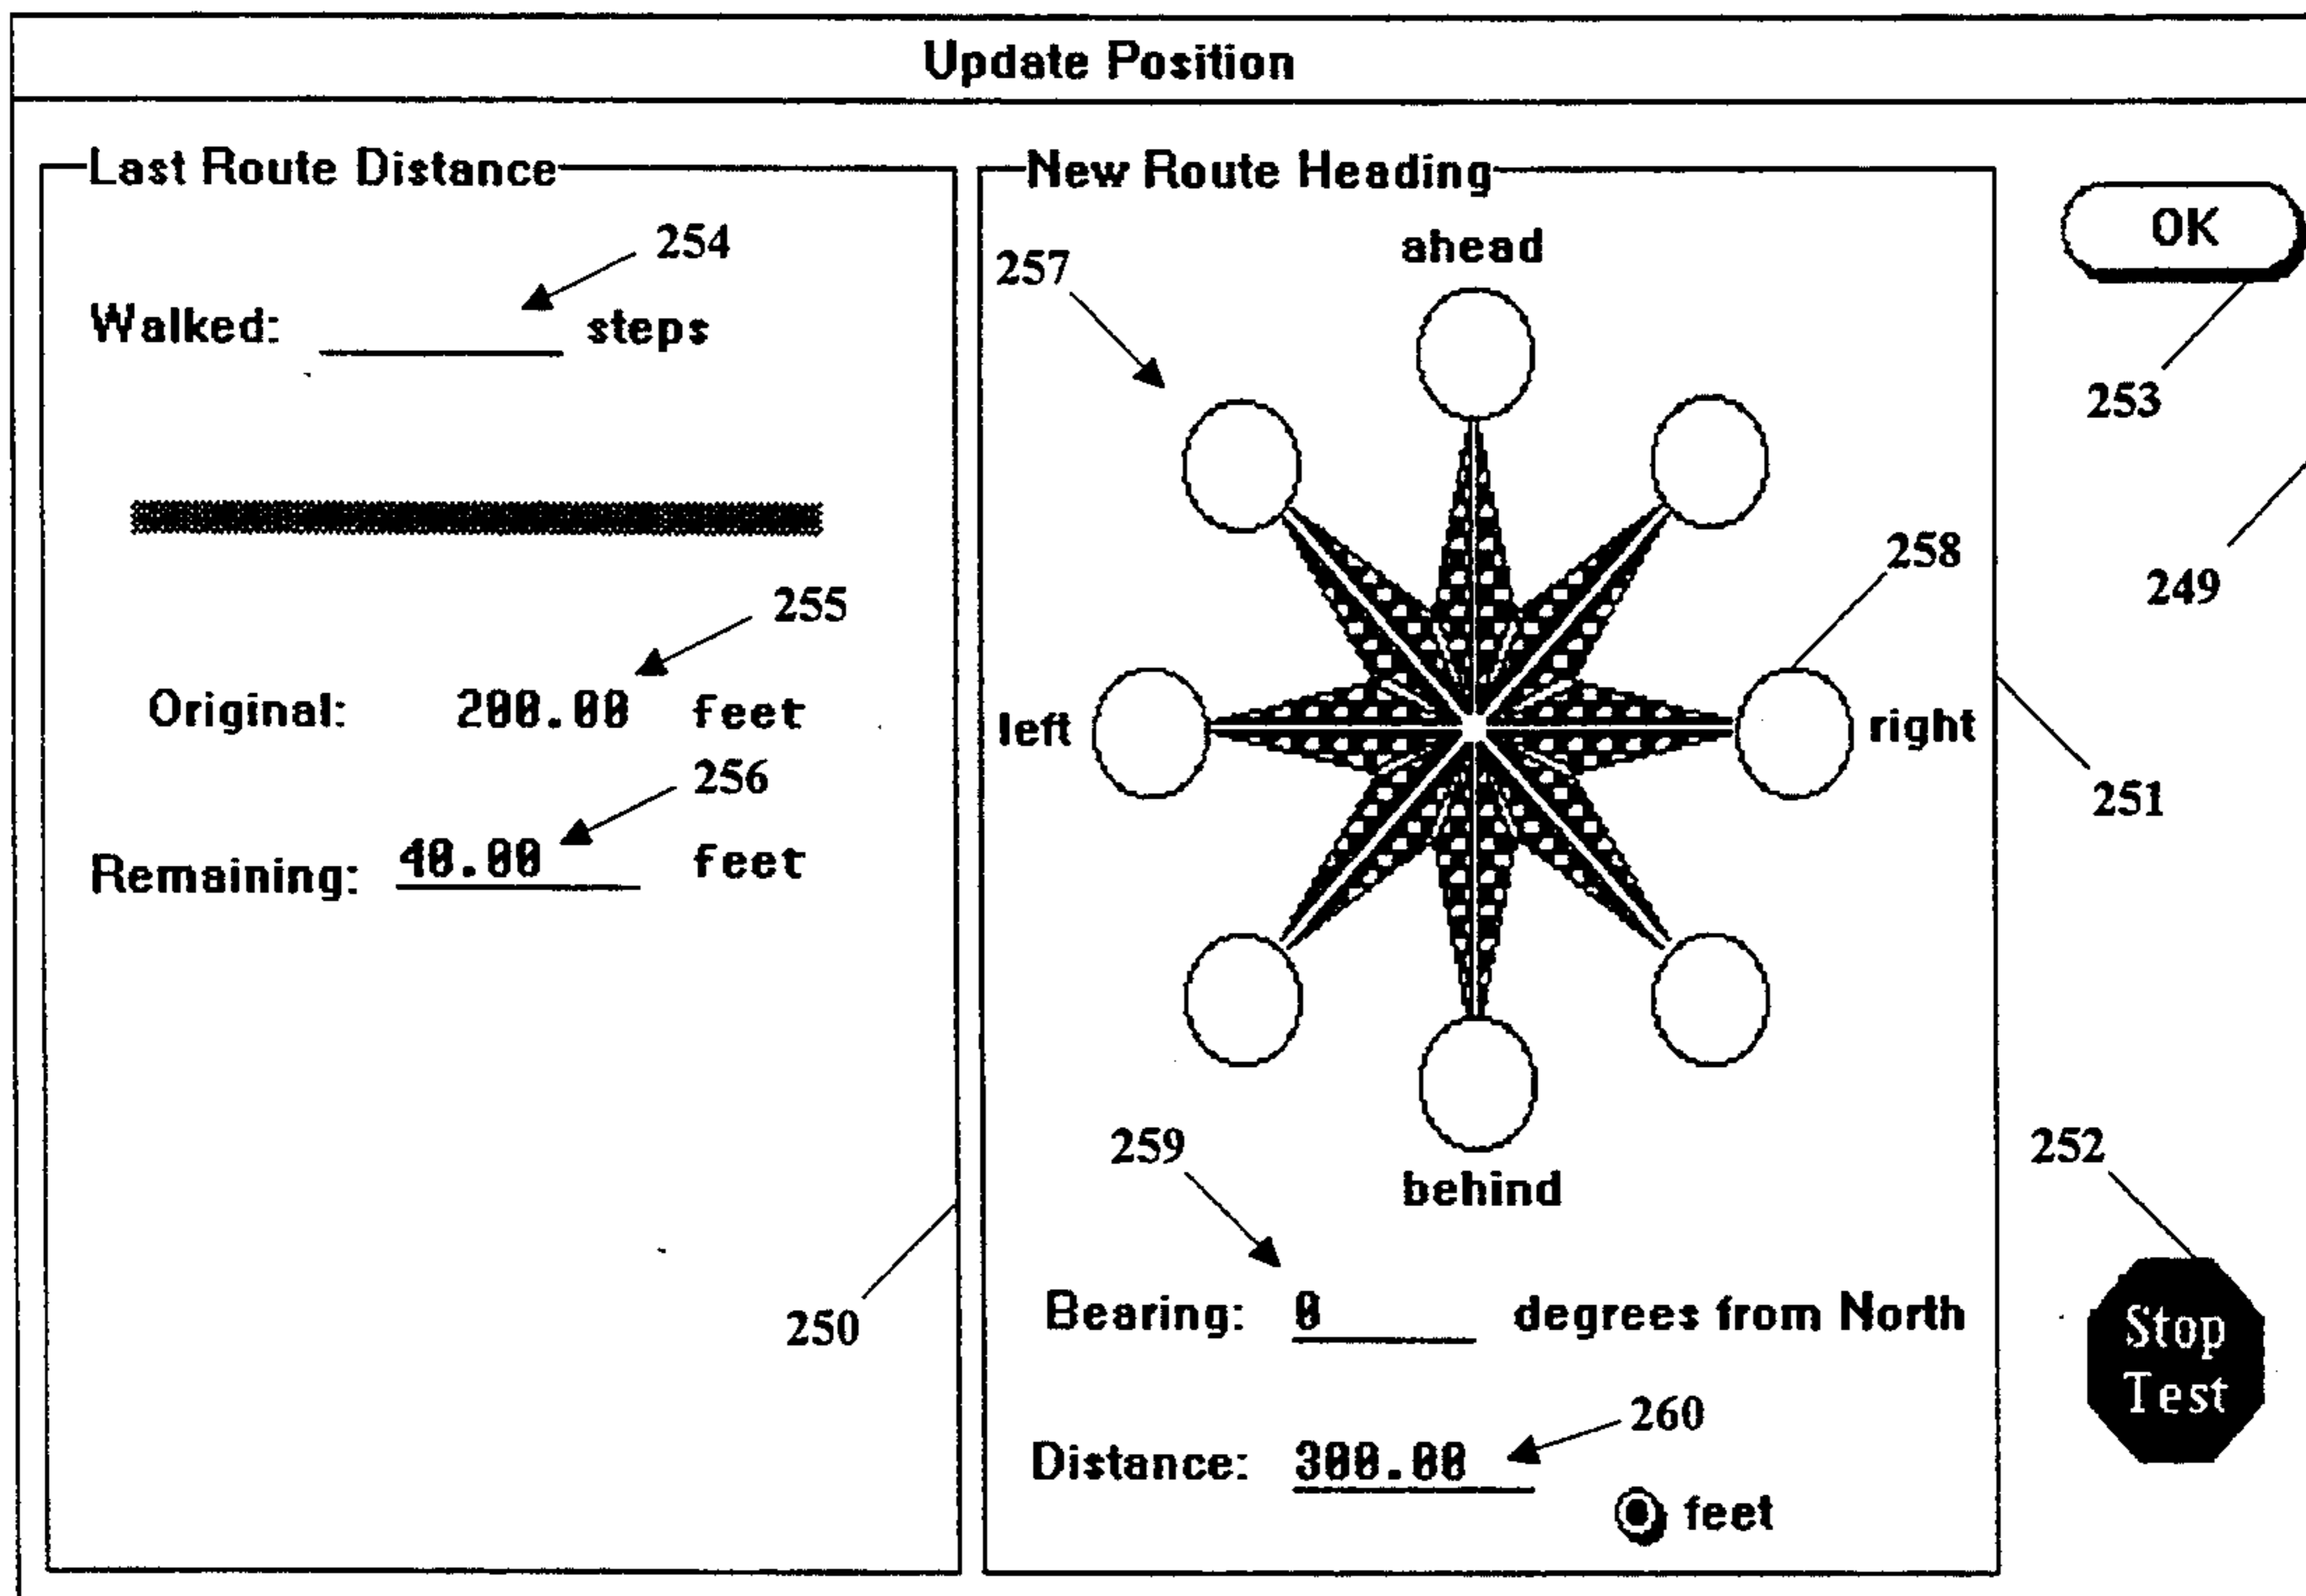 Update Position
Last Route Distance
254
Walked: steps
255
Original: 200.00 feet
256
Remaining: 40.00 feet
250
New Route Heading
ahead
257
258
left
right
behind
259
Bearing: 0 degrees from North
260
Distance: 300.00
feet
OK
253
249
251
252
Stop
Test